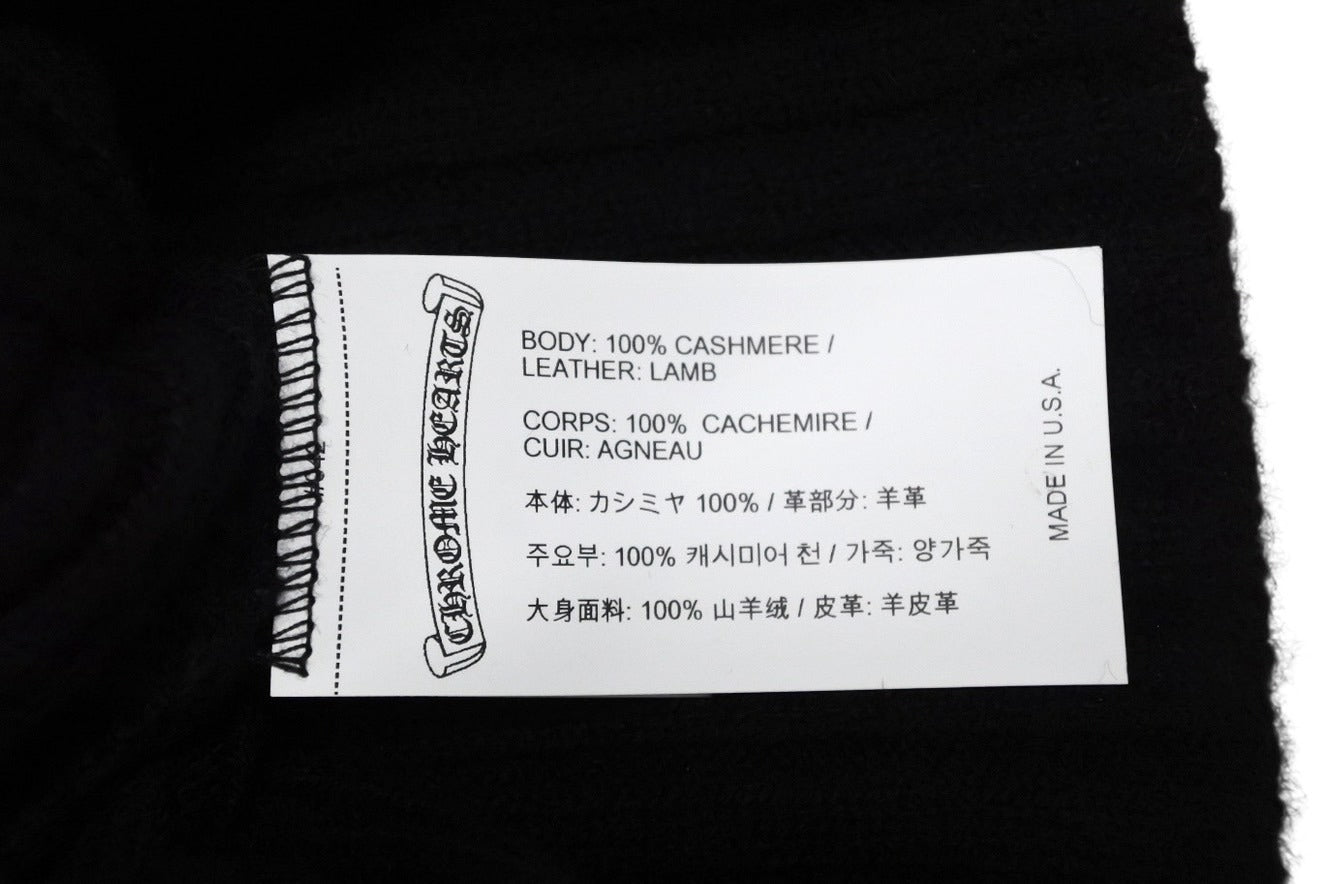 CHROME HEARTS
BODY: 100% CASHMERE /
LEATHER: LAMB
CORPS: 100% CACHEMIRE /
CUIR: AGNEAU
本体: カシミヤ 100% / 革部分: 羊革
주요부: 100% 캐시미어 천 / 가죽: 양가죽
大身面料: 100% 山羊绒 / 皮革: 羊皮革
MADE IN U.S.A.